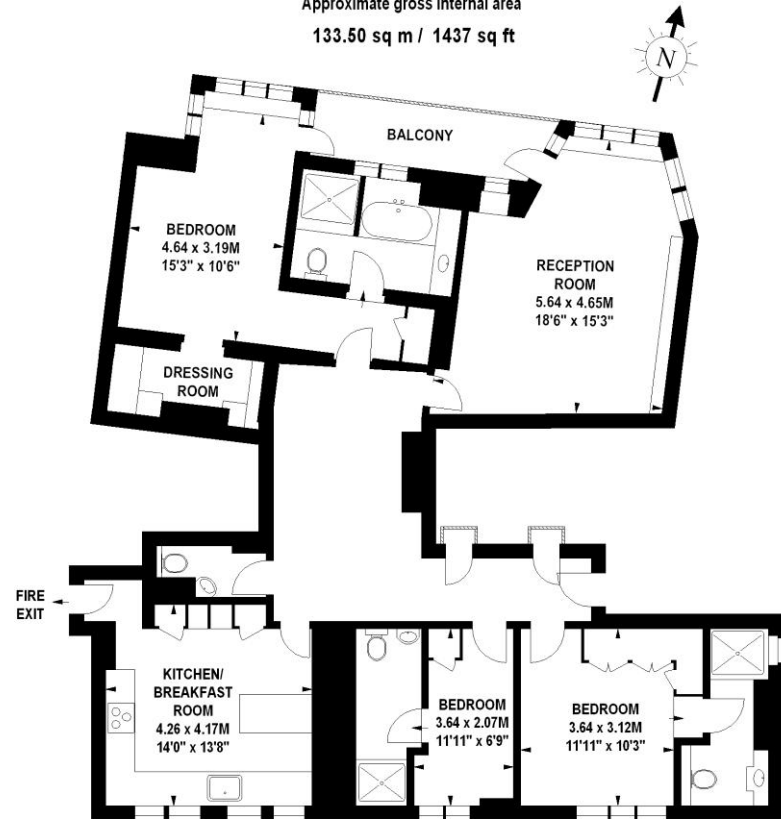 Approximate gross internal area
133.50 sq m / 1437 sq ft
N
BALCONY
BEDROOM
4.64 x 3.19M
15'3" x 10'6"
RECEPTION
ROOM
5.64 x 4.65M
18'6" x 15'3"
DRESSING
ROOM
FIRE
EXIT
KITCHEN/
BREAKFAST
ROOM
4.26 x 4.17M
14'0" x 13'8"
BEDROOM
3.64 x 2.07M
11'11" x 6'9"
BEDROOM
3.64 x 3.12M
11'11" x 10'3"